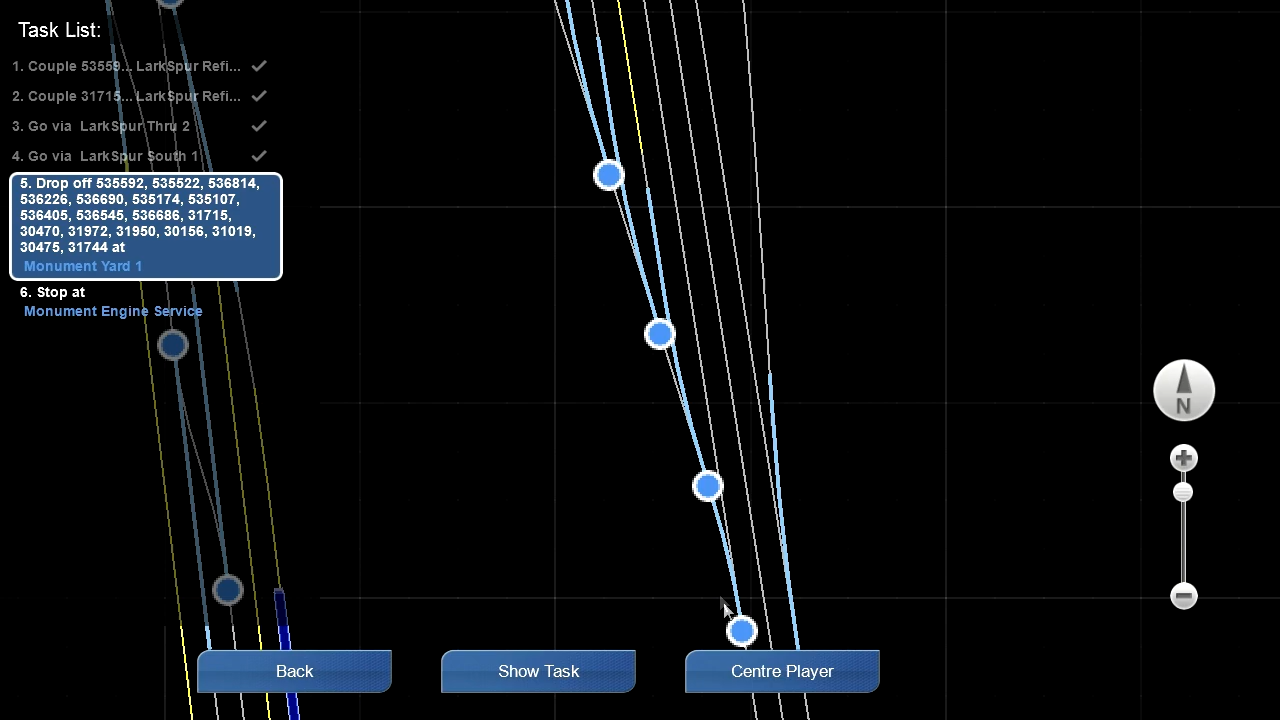 Task List:
1. Couple 53559... LarkSpur Refi...
2. Couple 31715... LarkSpur Refi...
3. Go via LarkSpur Thru 2
4. Go via LarkSpur South 1
5. Drop off 535592, 535522, 536814,
536226, 536690, 535174, 535107,
536405, 536545, 536686, 31715,
30470, 31972, 31950, 30156, 31019,
30475, 31744 at
Monument Yard 1
6. Stop at
Monument Engine Service
N
Back
Show Task
Centre Player